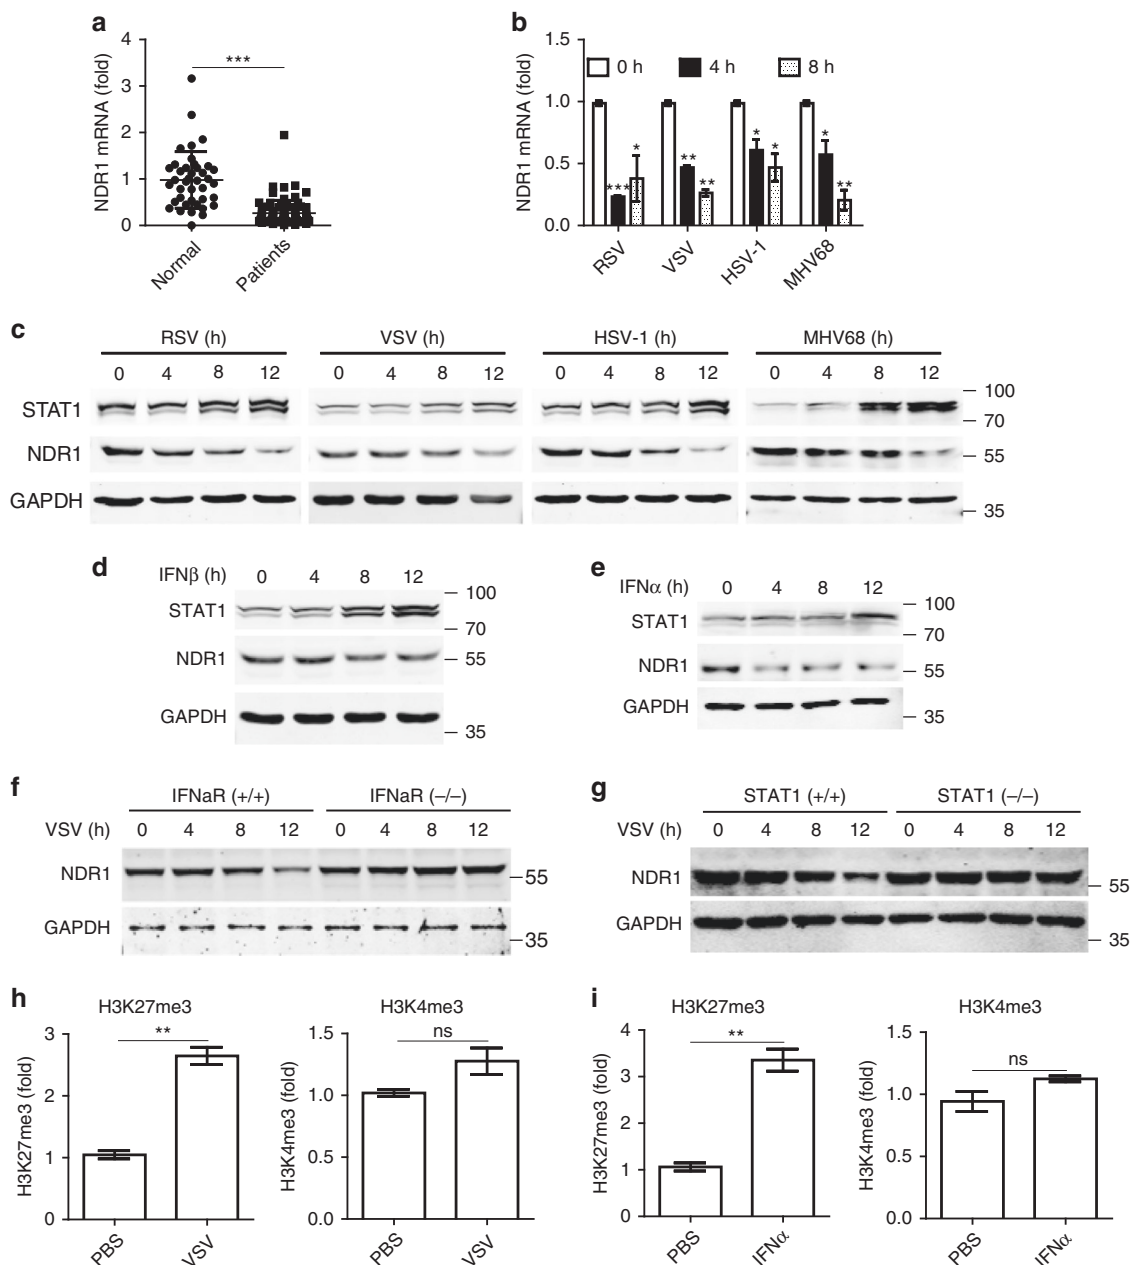 a
NDR1 mRNA (fold)
4
3
2
1
0
***
Normal
Patients
b
NDR1 mRNA (fold)
1.5
1.0
0.5
0.0
0 h
4 h
8 h
***
*
**
**
*
*
*
**
RSV
VSV
HSV-1
MHV68
c
RSV (h)
VSV (h)
HSV-1 (h)
MHV68 (h)
0 4 8 12
0 4 8 12
0 4 8 12
0 4 8 12
STAT1
100
70
NDR1
55
GAPDH
35
d
IFNβ (h)
0 4 8 12
STAT1
100
70
NDR1
55
GAPDH
35
e
IFNα (h)
0 4 8 12
STAT1
100
70
NDR1
55
GAPDH
35
f
IFNaR (+/+)
IFNaR (–/–)
VSV (h)
0 4 8 12 0 4 8 12
NDR1
55
GAPDH
35
g
STAT1 (+/+)
STAT1 (–/–)
VSV (h)
0 4 8 12 0 4 8 12
NDR1
55
GAPDH
35
h
H3K27me3
H3K27me3 (fold)
3
2
1
0
**
PBS
VSV
H3K4me3
H3K4me3 (fold)
1.5
1.0
0.5
0.0
ns
PBS
VSV
i
H3K27me3
H3K27me3 (fold)
4
3
2
1
0
**
PBS
IFNα
H3K4me3
H3K4me3 (fold)
1.5
1.0
0.5
0.0
ns
PBS
IFNα